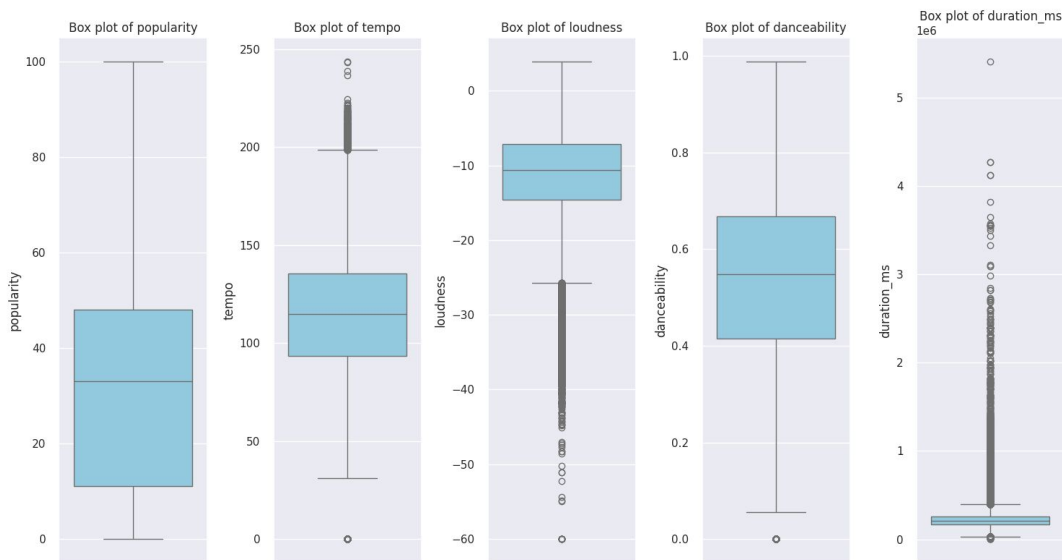 Box plot of popularity
100
80
60
40
20
0
popularity
Box plot of tempo
250
200
150
100
50
0
tempo
Box plot of loudness
0
−10
−20
−30
−40
−50
−60
loudness
Box plot of danceability
1.0
0.8
0.6
0.4
0.2
0.0
danceability
Box plot of duration_ms
1e6
5
4
3
2
1
0
duration_ms